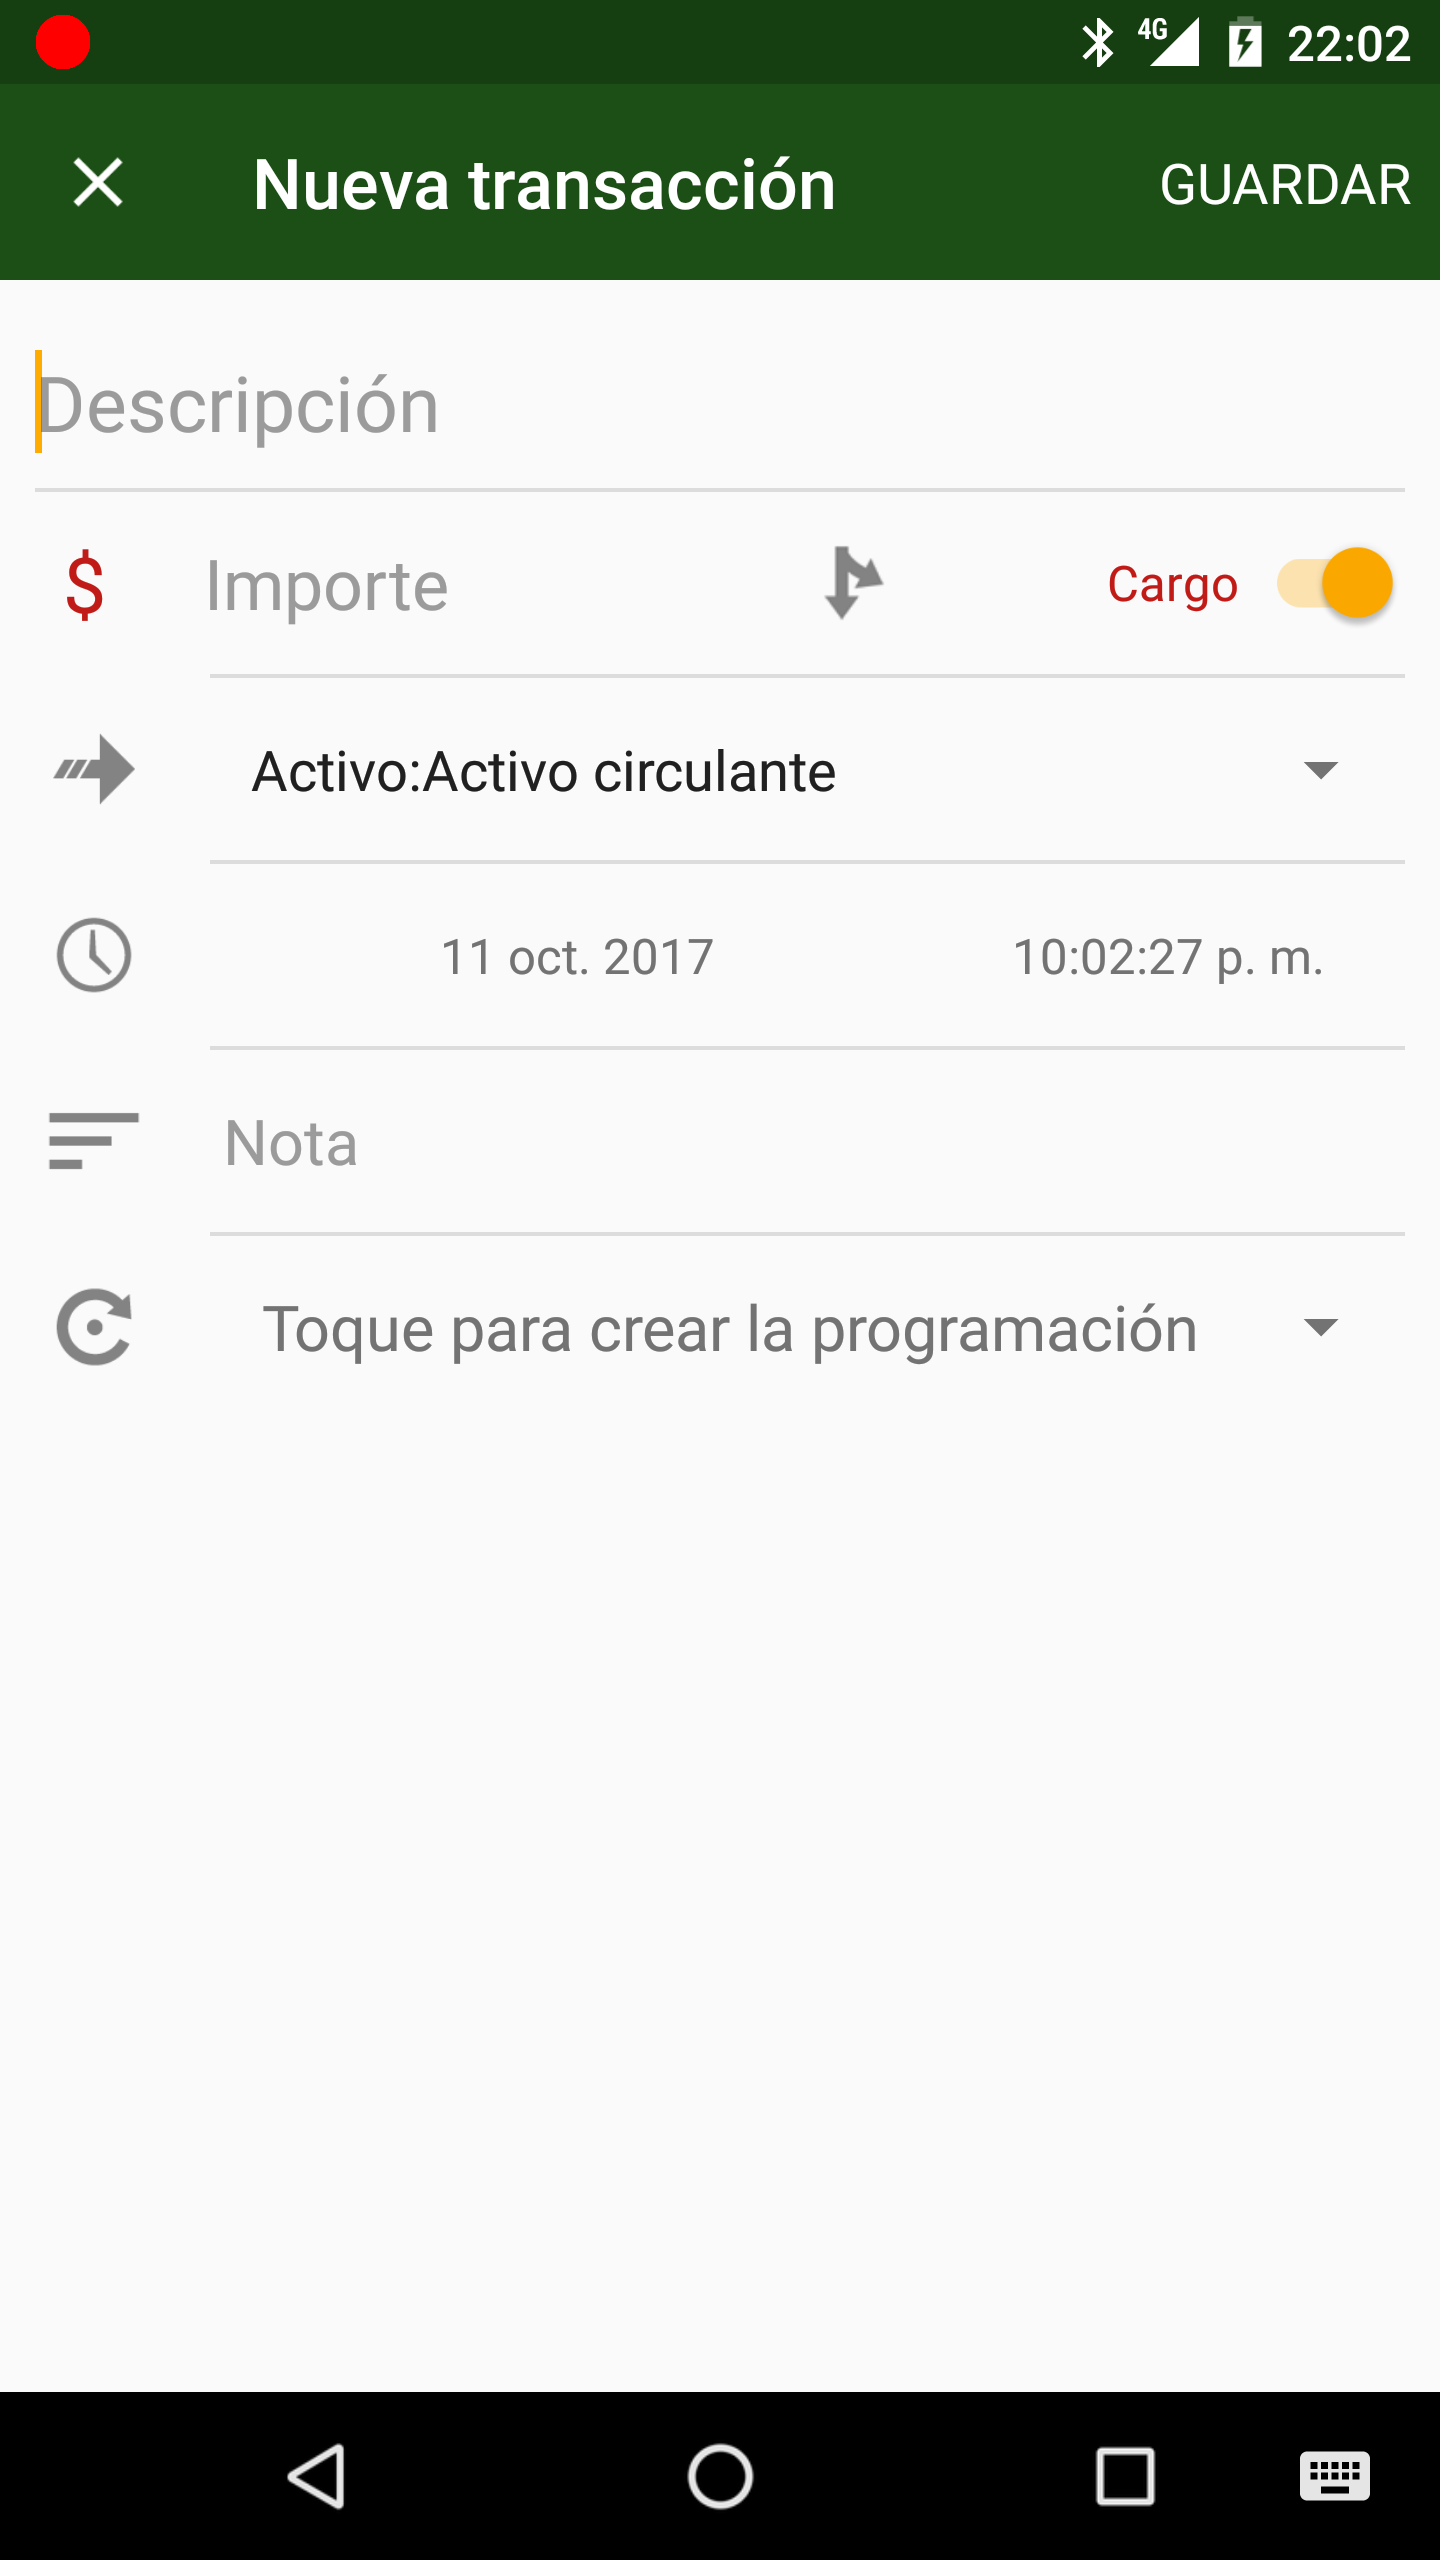 4G 22:02
Nueva transacción GUARDAR
Descripción
$ Importe Cargo
Activo:Activo circulante
11 oct. 2017 10:02:27 p. m.
Nota
Toque para crear la programación